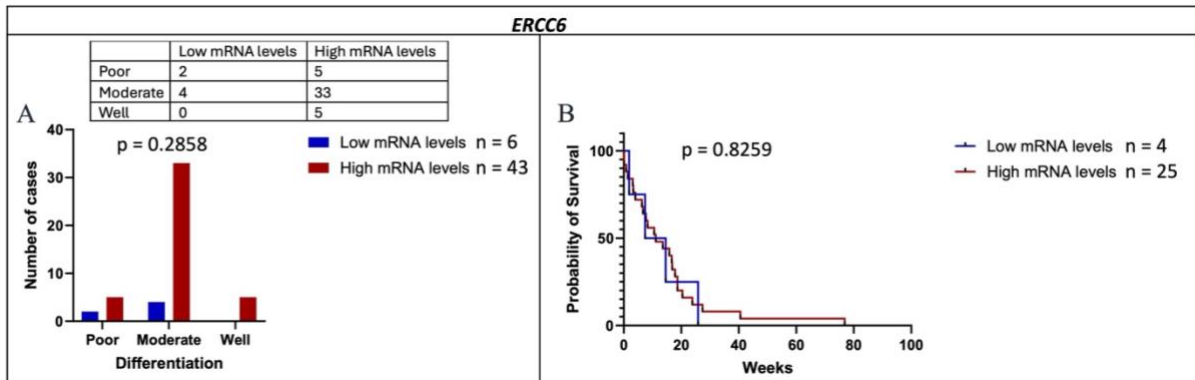 ERCC6
Low mRNA levels High mRNA levels
Poor 2 5
Moderate 4 33
Well 0 5
A
p = 0.2858
Low mRNA levels n = 6
High mRNA levels n = 43
Number of cases
40
30
20
10
0
Poor Moderate Well
Differentiation
B
p = 0.8259
Low mRNA levels n = 4
High mRNA levels n = 25
Probability of Survival
100
50
0
0 20 40 60 80 100
Weeks